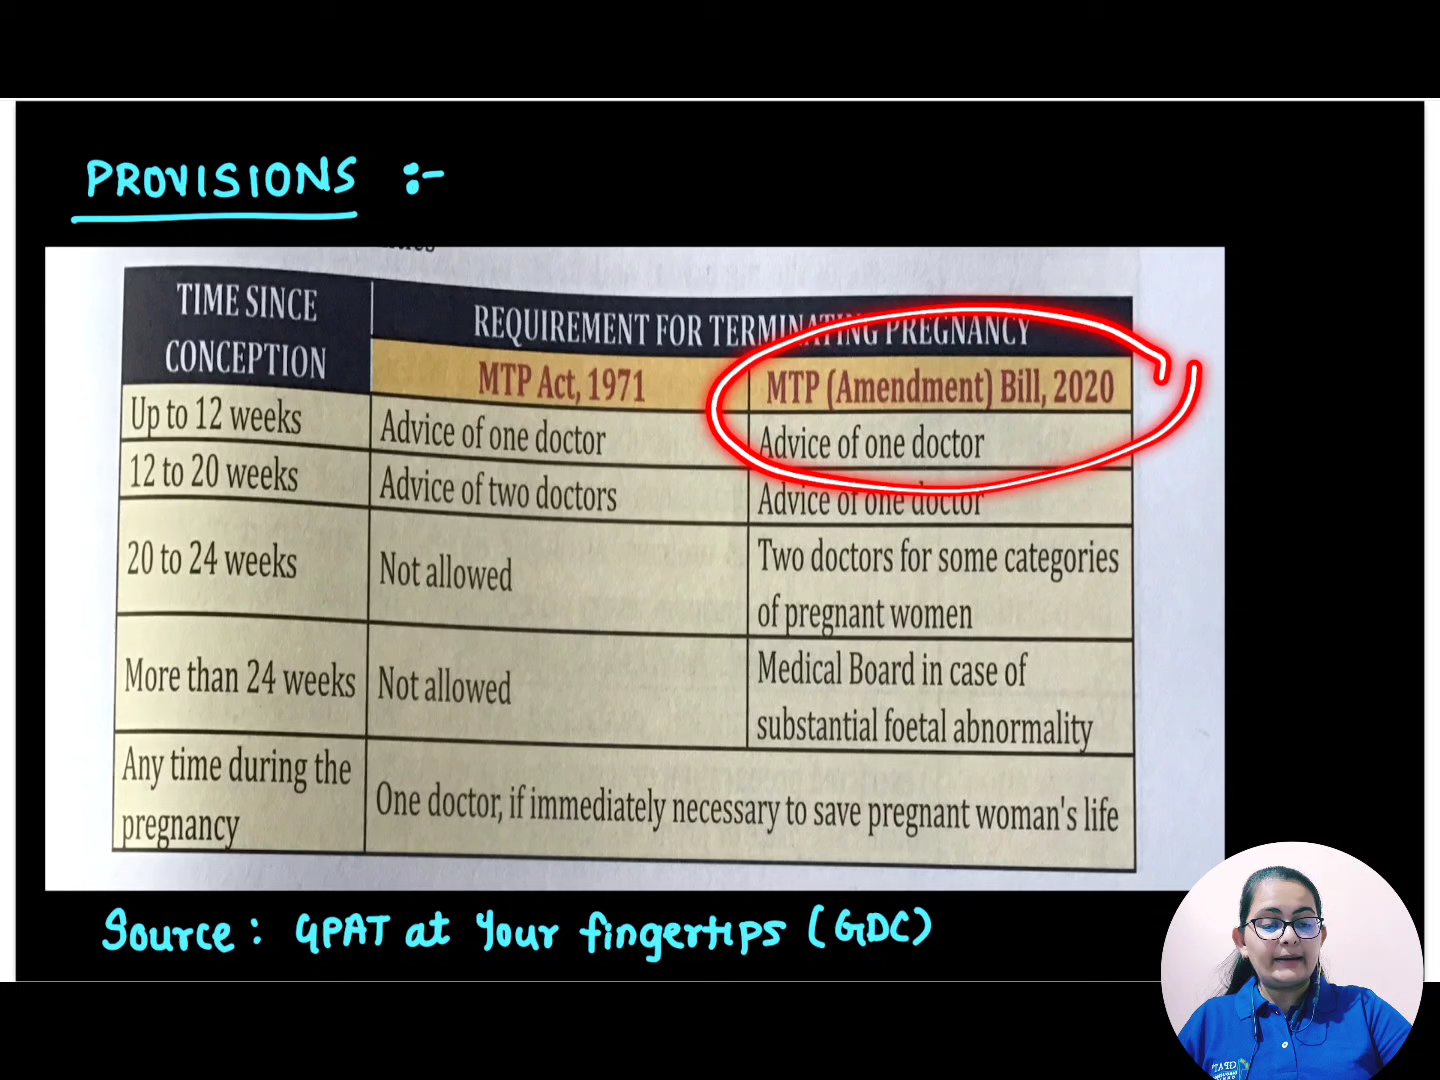 PROVISIONS :-
TIME SINCE
CONCEPTION
REQUIREMENT FOR TERMINATING PREGNANCY
MTP Act, 1971
MTP (Amendment) Bill, 2020
Up to 12 weeks
Advice of one doctor
Advice of one doctor
12 to 20 weeks
Advice of two doctors
Advice of one doctor
20 to 24 weeks
Not allowed
Two doctors for some categories
of pregnant women
More than 24 weeks
Not allowed
Medical Board in case of
substantial foetal abnormality
Any time during the
pregnancy
One doctor, if immediately necessary to save pregnant woman's life
Source : GPAT at Your fingertips (GDC)